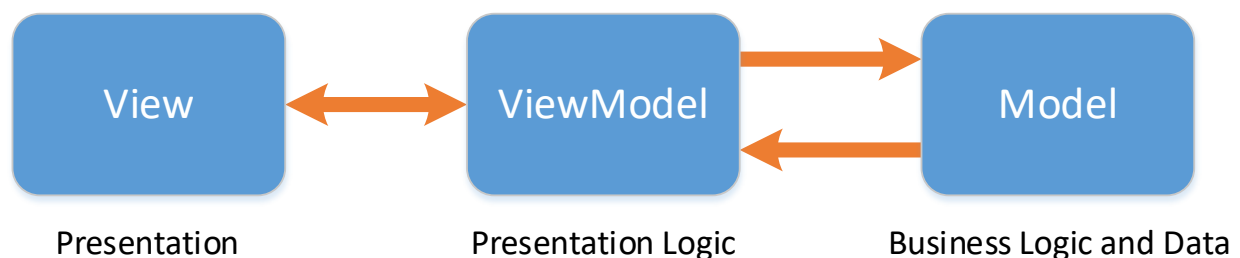 View
ViewModel
Model
Presentation
Presentation Logic
Business Logic and Data